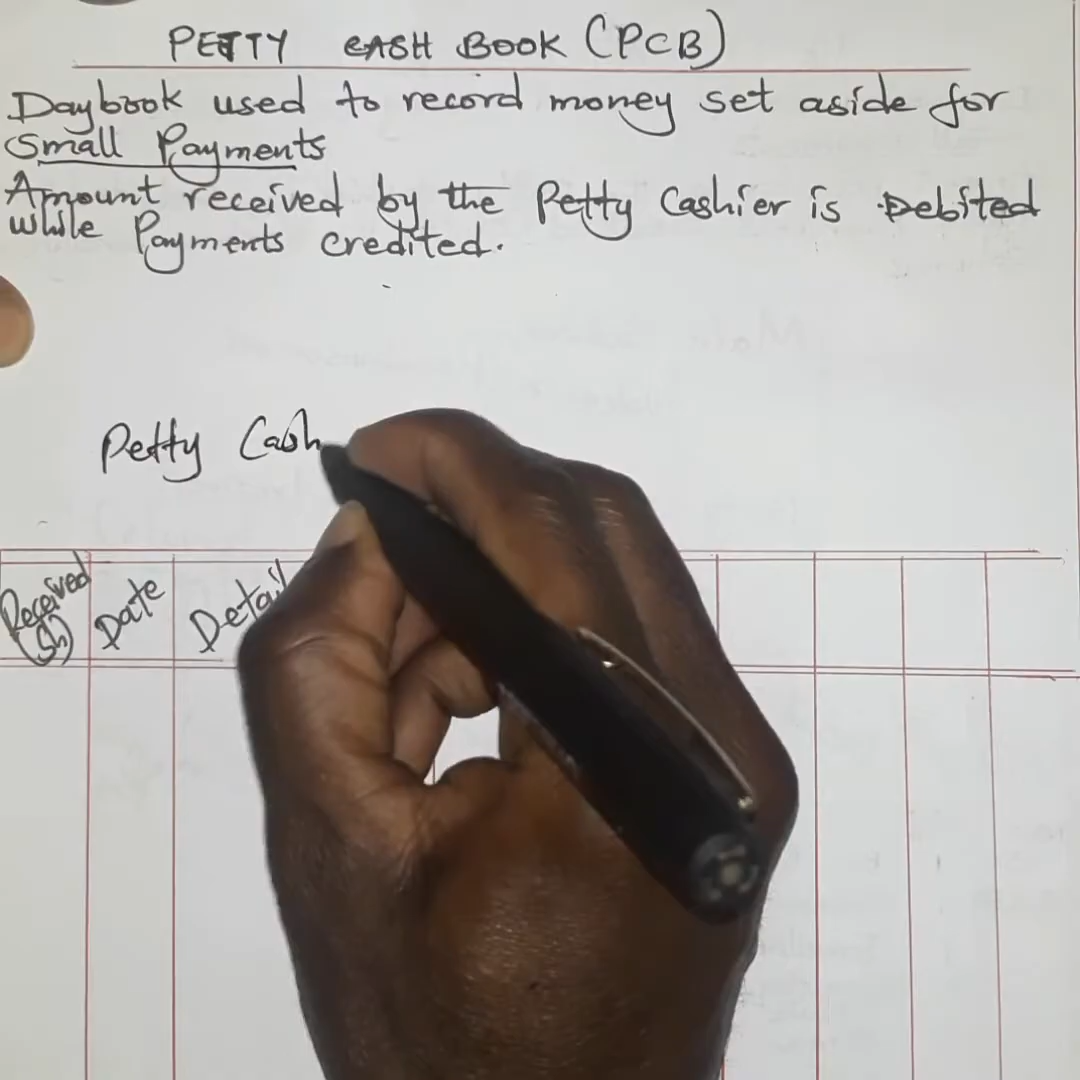 PETTY CASH BOOK (PCB)
Daybook used to record money set aside for
Small Payments
Amount received by the Petty Cashier is Debited
while Payments credited.
Petty Cash
Received (sh) Date Detail